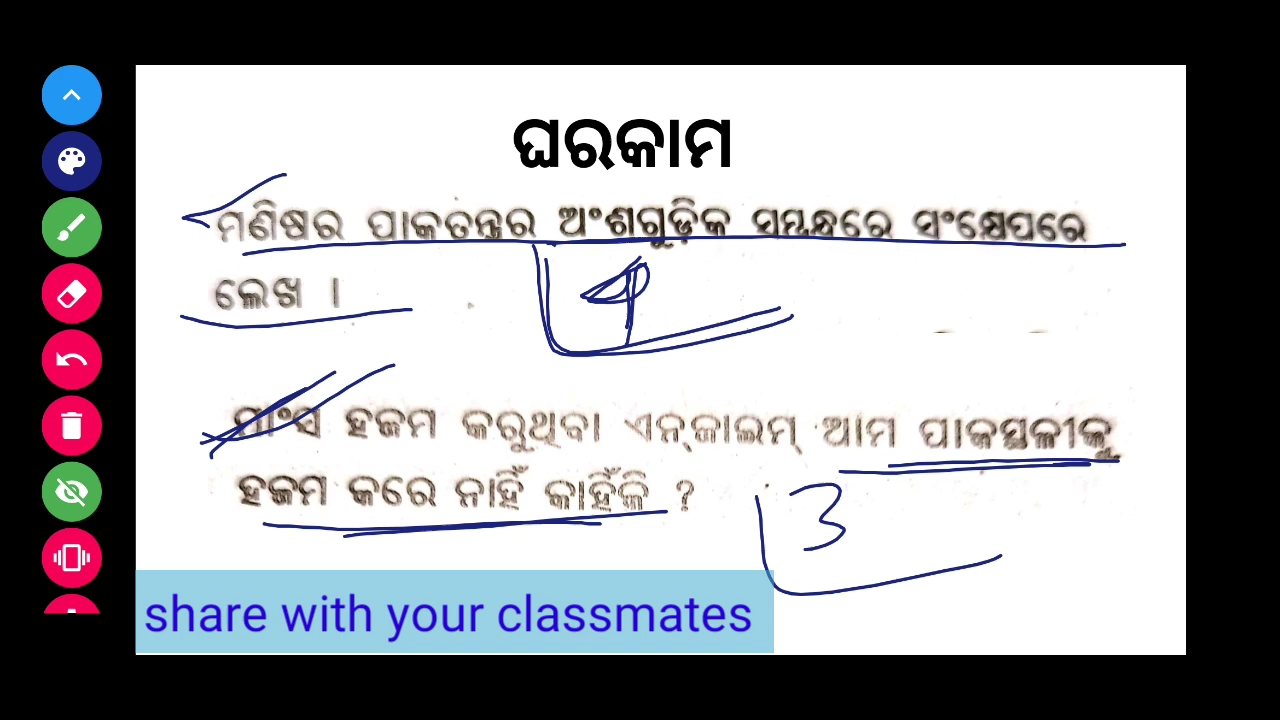 ଘରକାମ
ମଣିଷର ପାକତନ୍ତ୍ରର ଅଂଶଗୁଡ଼ିକ ସମ୍ବନ୍ଧରେ ସଂକ୍ଷେପରେ
ଲେଖ ।
4
ମାଂସ ହଜମ କରୁଥିବା ଏନ୍‌ଜାଇମ୍ ଆମ ପାକସ୍ଥଳୀକୁ
ହଜମ କରେ ନାହିଁ କାହିଁକି ?
3
share with your classmates